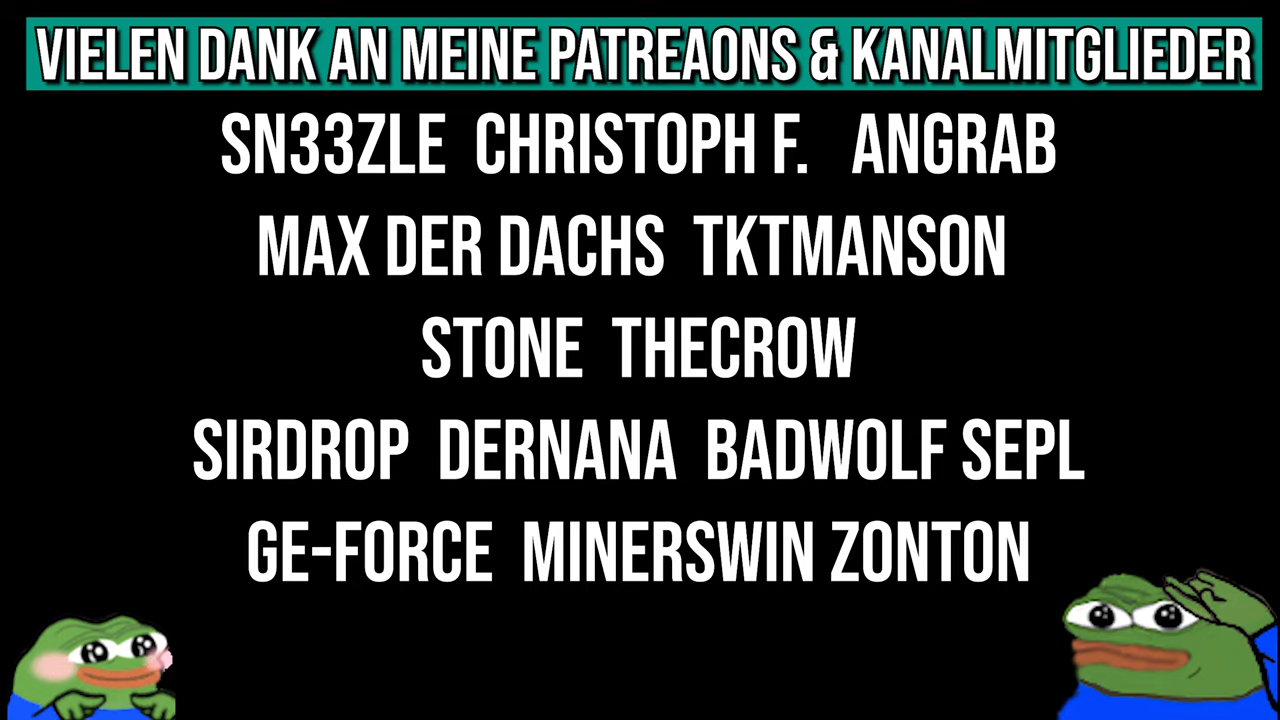 VIELEN DANK AN MEINE PATREAONS & KANALMITGLIEDER
SN33ZLE CHRISTOPH F. ANGRAB
MAX DER DACHS TKTMANSON
STONE THECROW
SIRDROP DERNANA BADWOLF SEPL
GE-FORCE MINERSWIN ZONTON